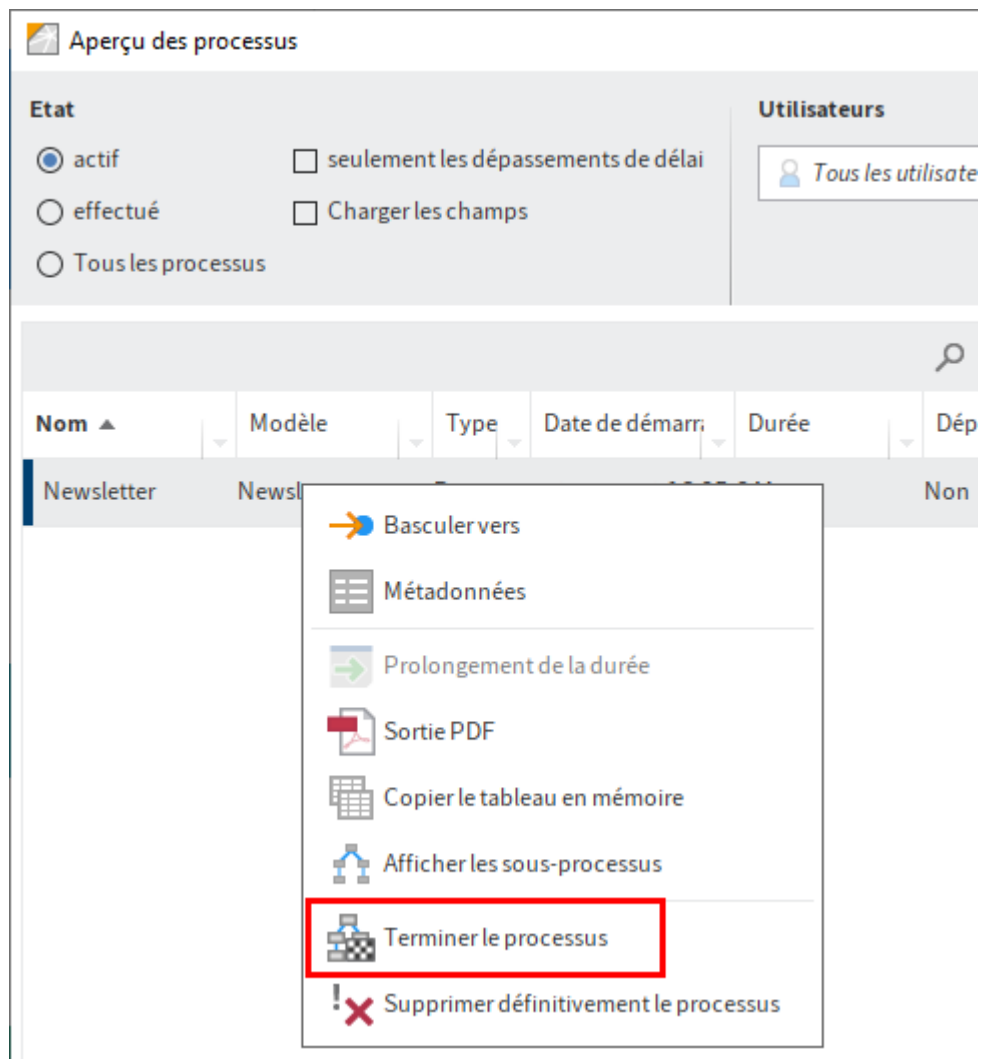 Aperçu des processus
Etat
Utilisateurs
actif
seulement les dépassements de délai
Tous les utilisate
effectué
Charger les champs
Tous les processus
Nom Modèle Type Date de démarr Durée Dép
Newsletter Newsl Non
Basculer vers
Métadonnées
Prolongement de la durée
Sortie PDF
Copier le tableau en mémoire
Afficher les sous-processus
Terminer le processus
Supprimer définitivement le processus